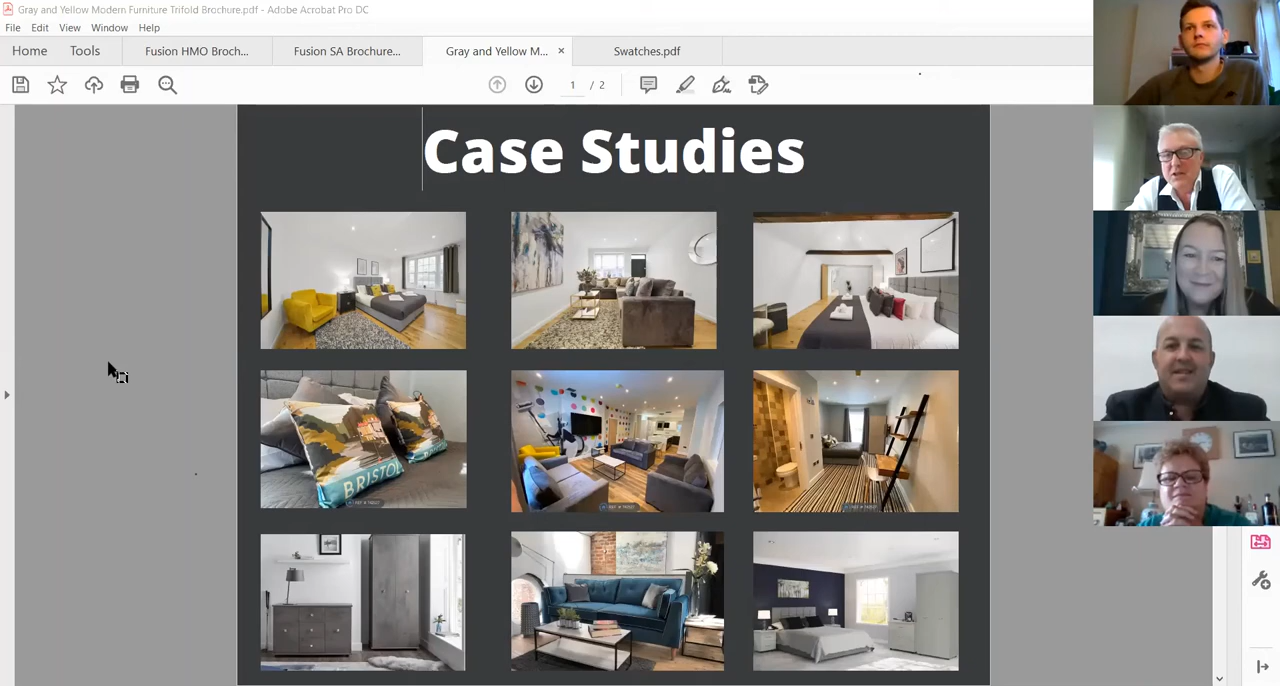 Gray and Yellow Modern Furniture Trifold Brochure.pdf - Adobe Acrobat Pro DC
File Edit View Window Help
Home Tools Fusion HMO Broch... Fusion SA Brochure... Gray and Yellow M... × Swatches.pdf
1 / 2
Case Studies
BRISTOL